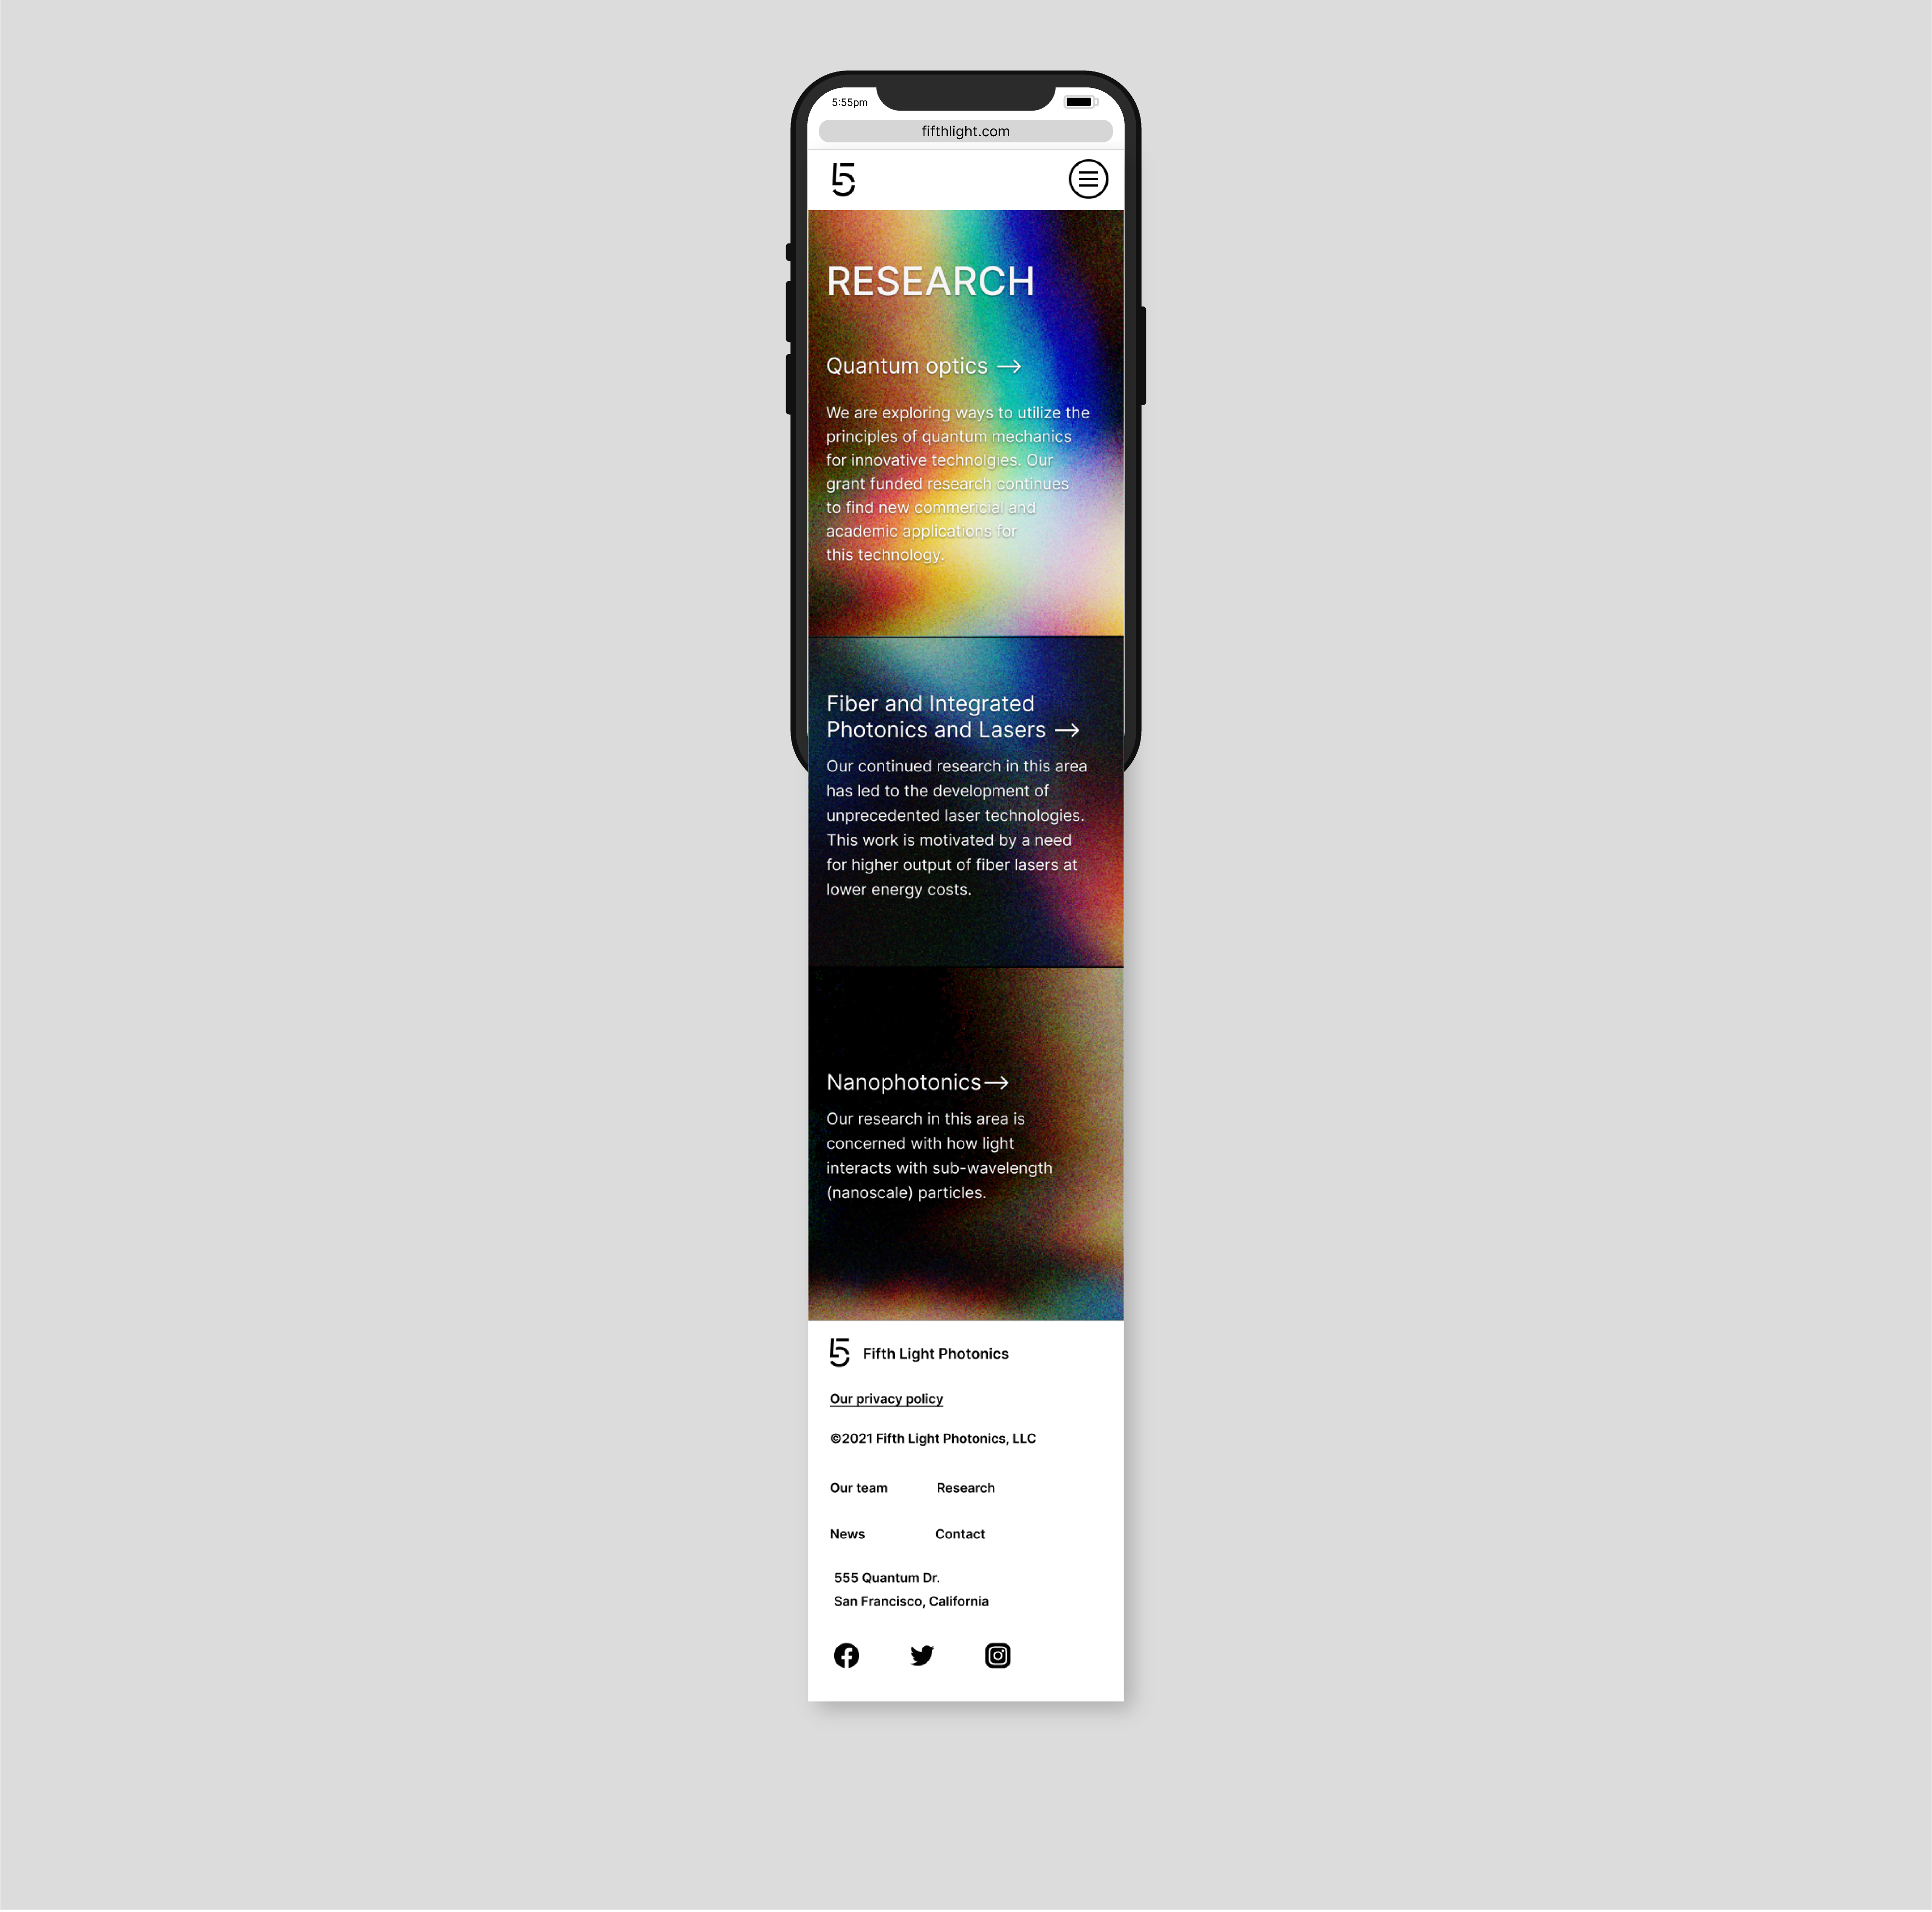 5:55pm
fifthlight.com
5
RESEARCH
Quantum optics →
We are exploring ways to utilize the
principles of quantum mechanics
for innovative technolgies. Our
grant funded research continues
to find new commericial and
academic applications for
this technology.
Fiber and Integrated
Photonics and Lasers →
Our continued research in this area
has led to the development of
unprecedented laser technologies.
This work is motivated by a need
for higher output of fiber lasers at
lower energy costs.
Nanophotonics→
Our research in this area is
concerned with how light
interacts with sub-wavelength
(nanoscale) particles.
5 Fifth Light Photonics
Our privacy policy
©2021 Fifth Light Photonics, LLC
Our team Research
News Contact
555 Quantum Dr.
San Francisco, California